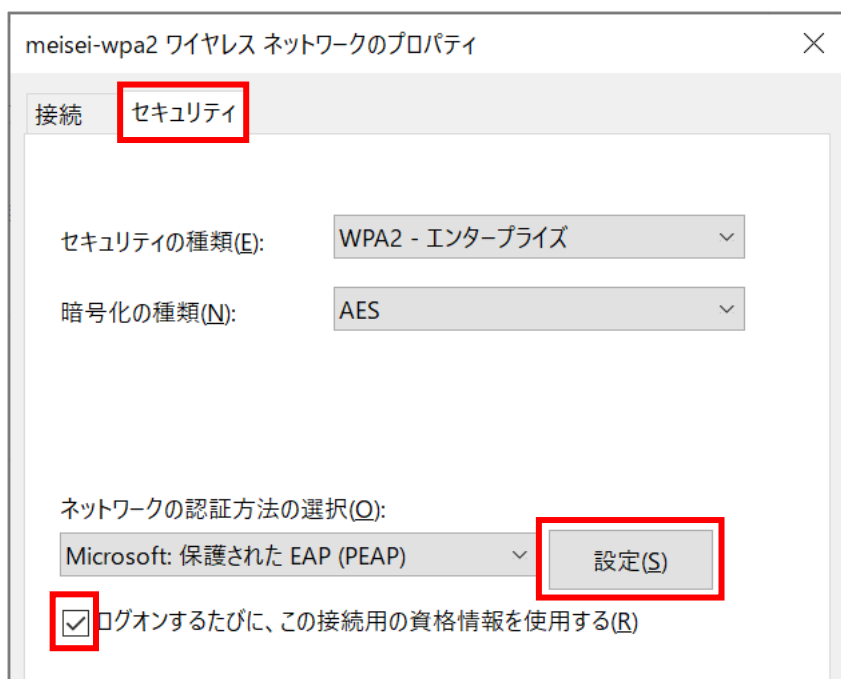 meisei-wpa2 ワイヤレス ネットワークのプロパティ
接続 セキュリティ
セキュリティの種類(E): WPA2 - エンタープライズ
暗号化の種類(N): AES
ネットワークの認証方法の選択(O):
Microsoft: 保護された EAP (PEAP) 設定(S)
ログオンするたびに、この接続用の資格情報を使用する(R)